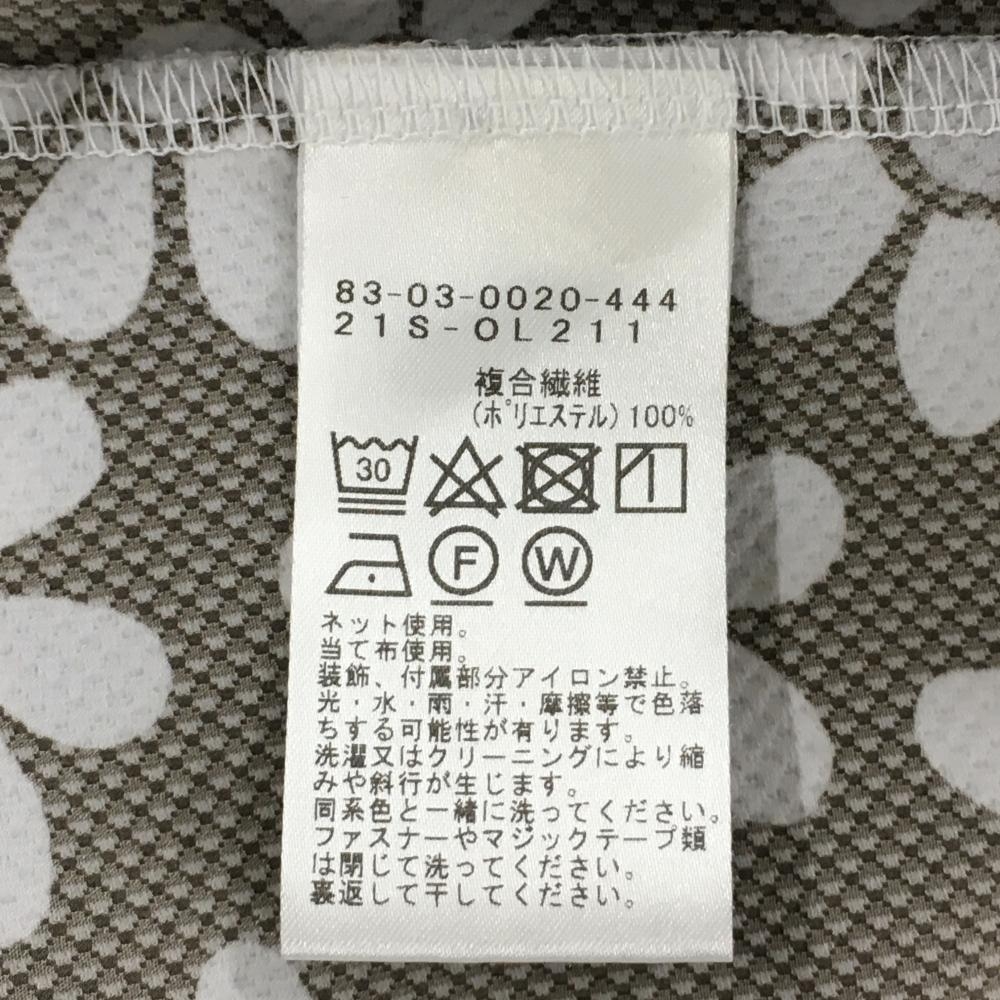 83-03-0020-444
21S-OL211
複合繊維
(ポリエステル) 100%
30
F W
ネット使用。
当て布使用。
装飾、付属部分アイロン禁止。
光・水・雨・汗・摩擦等で色落
ちする可能性が有ります。
洗濯又はクリーニングにより縮
みや斜行が生じます。
同系色と一緒に洗ってください。
ファスナーやマジックテープ類
は閉じて洗ってください。
裏返して干してください。